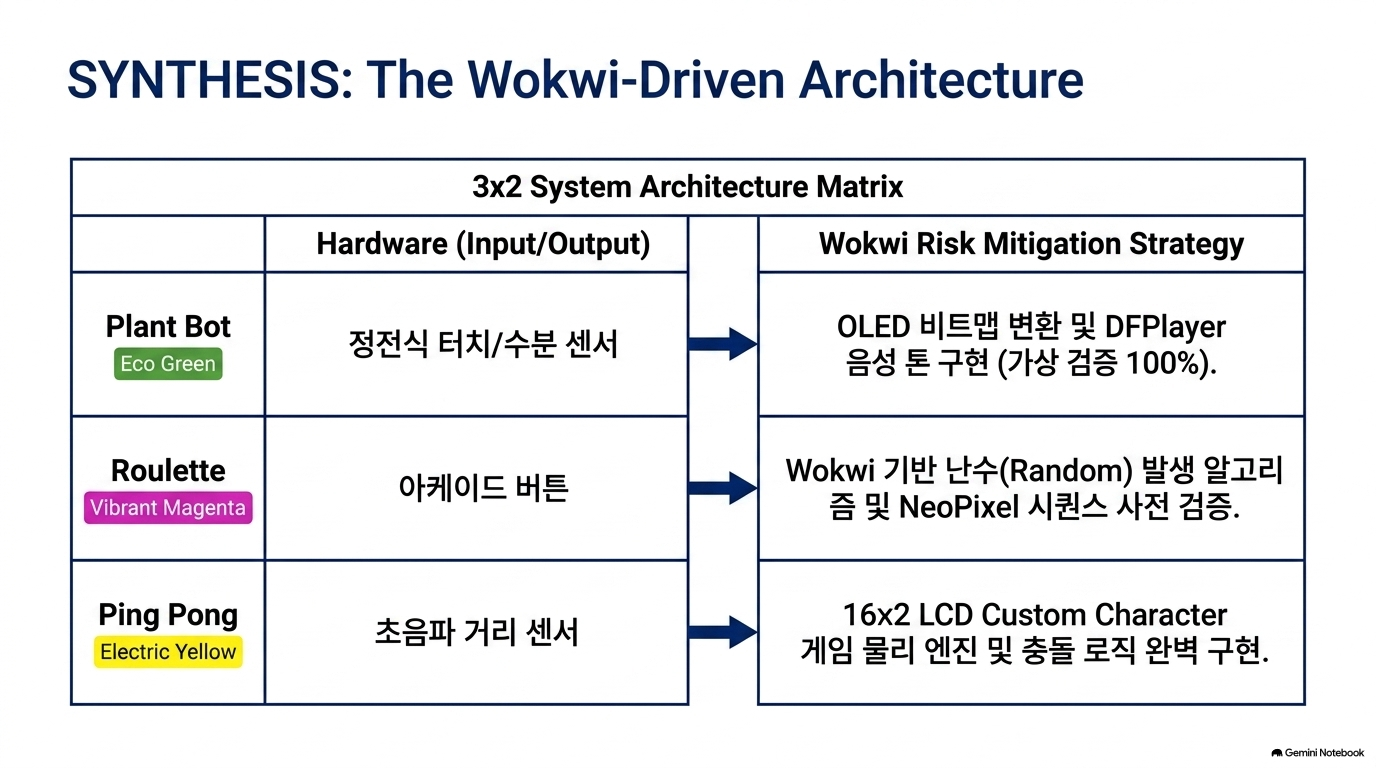 SYNTHESIS: The Wokwi-Driven Architecture
3x2 System Architecture Matrix
Hardware (Input/Output)
Wokwi Risk Mitigation Strategy
Plant Bot
Eco Green
정전식 터치/수분 센서
OLED 비트맵 변환 및 DFPlayer
음성 톤 구현 (가상 검증 100%).
Roulette
Vibrant Magenta
아케이드 버튼
Wokwi 기반 난수(Random) 발생 알고리
즘 및 NeoPixel 시퀀스 사전 검증.
Ping Pong
Electric Yellow
초음파 거리 센서
16x2 LCD Custom Character
게임 물리 엔진 및 충돌 로직 완벽 구현.
Gemini Notebook